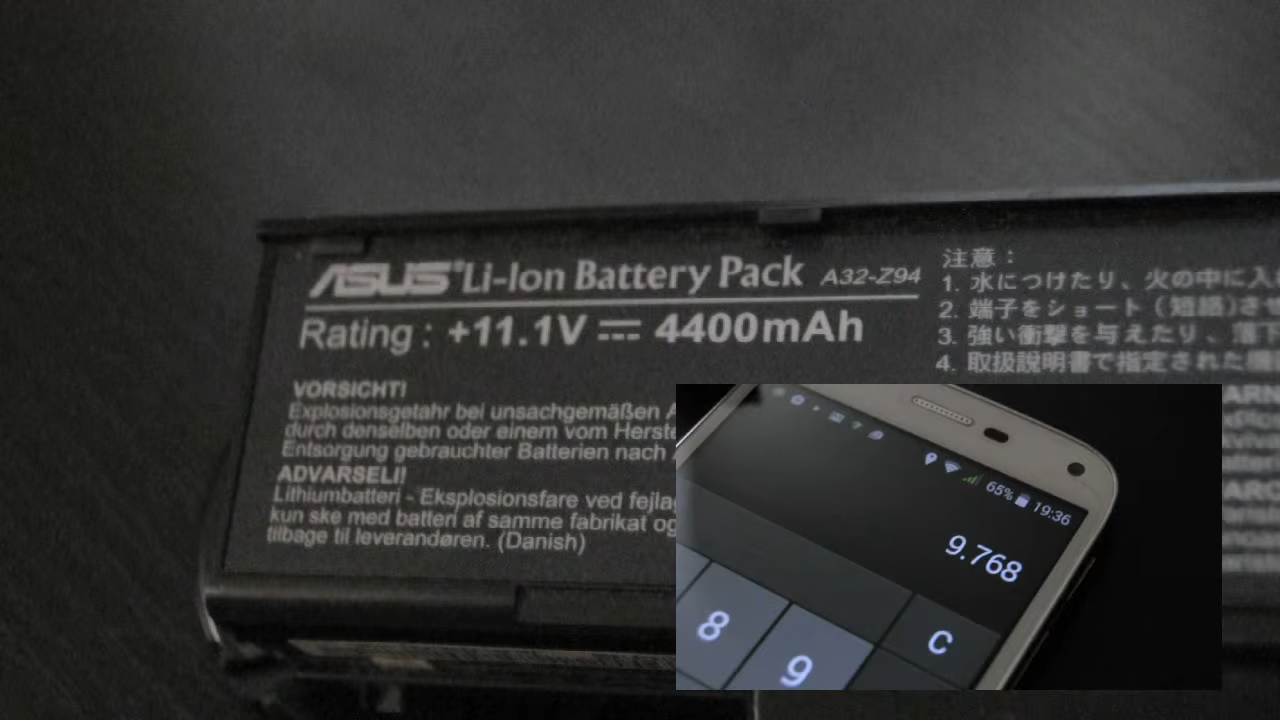 ASUS Li-Ion Battery Pack A32-Z94
Rating : +11.1V 4400mAh
VORSICHT!
Explosionsgetahr bei unsachgemäßen
durch denselben oder einem vom
Entsorgung gebrauchter Batterien nach
ADVARSELI!
Lithiumbatteri - Eksplosionsfare ved
kun ske med batteri af samme fabrikat og
tilbage til leverandøren. (Danish)
注意：
1. 水につけたり、火の中に入
2. 端子をショート（短絡）させ
3. 強い衝撃を与えたり、落下
4. 取扱説明書で指定された
65% 19:36
9.768
8
9
C